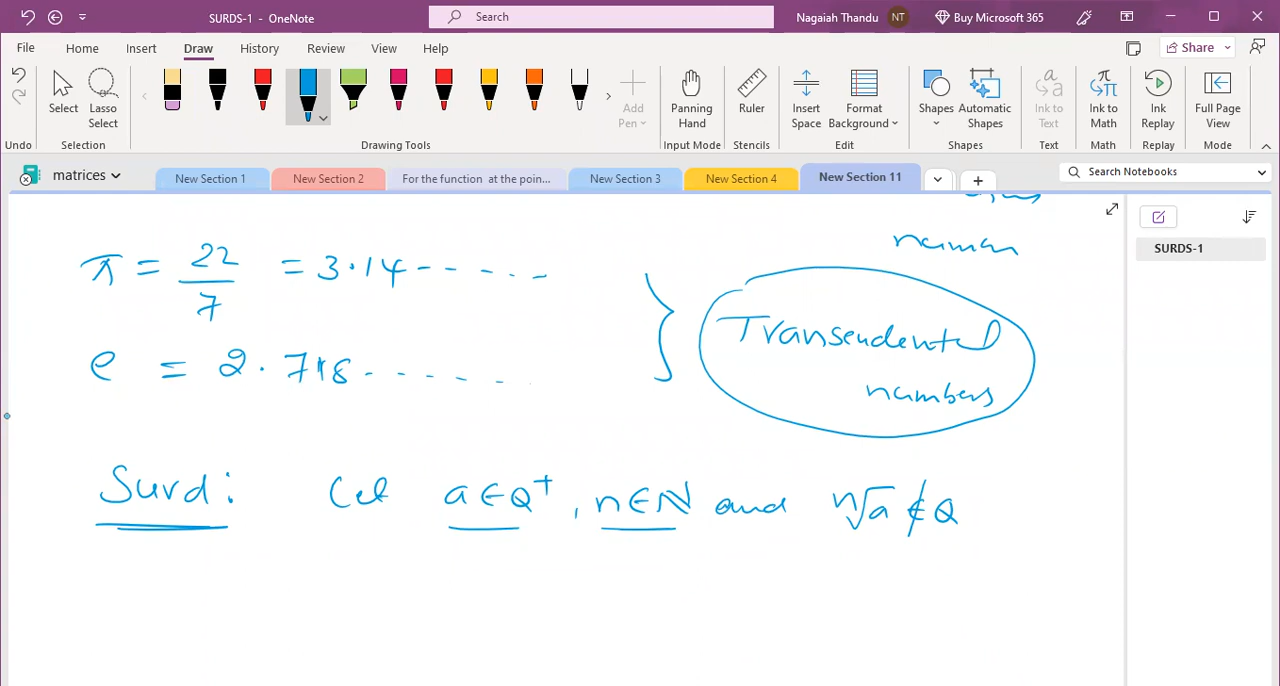 SURDS-1 - OneNote
Search
Nagaiah Thandu NT
Buy Microsoft 365
File Home Insert Draw History Review View Help
Share
Select
Lasso Select
Add Pen
Panning Hand
Ruler
Insert Space
Format Background
Shapes
Automatic Shapes
Ink to Text
Ink to Math
Ink Replay
Full Page View
Undo Selection Drawing Tools Input Mode Stencils Edit Shapes Text Math Replay Mode
matrices New Section 1 New Section 2 For the function at the poin... New Section 3 New Section 4 New Section 11 + Search Notebooks
SURDS-1
π = 22/7 = 3.14------
e = 2.718------
Transendental
numbers
Surd: Let a∈Q⁺, n∈ℕ and ⁿ√a ∉ Q